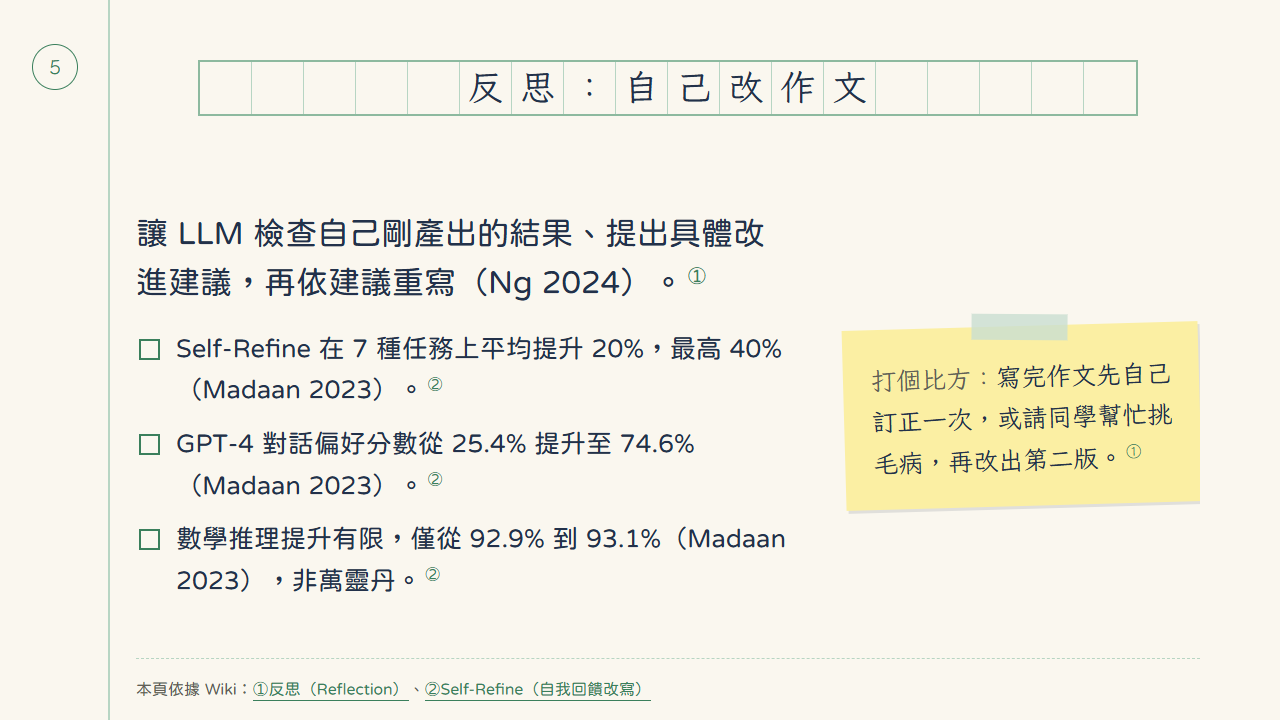 5
反思：自己改作文
讓 LLM 檢查自己剛產出的結果、提出具體改
進建議，再依建議重寫（Ng 2024）。①
Self-Refine 在 7 種任務上平均提升 20%，最高 40%
（Madaan 2023）。②
GPT-4 對話偏好分數從 25.4% 提升至 74.6%
（Madaan 2023）。②
數學推理提升有限，僅從 92.9% 到 93.1%（Madaan
2023），非萬靈丹。②
打個比方：寫完作文先自己
訂正一次，或請同學幫忙挑
毛病，再改出第二版。①
本頁依據 Wiki：①反思（Reflection）、②Self-Refine（自我回饋改寫）